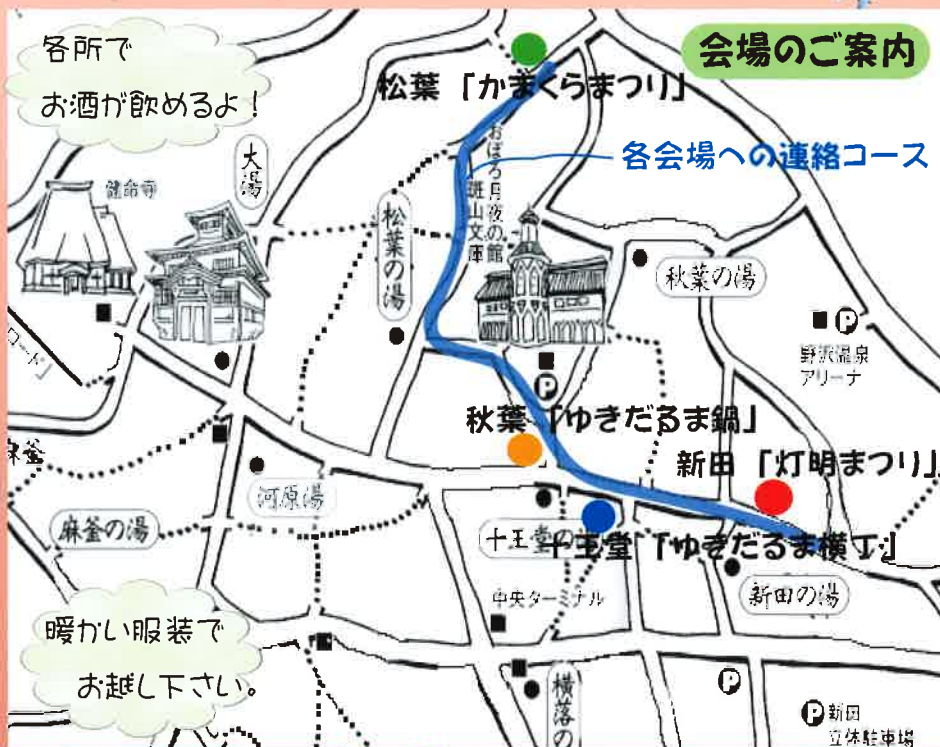 各所で
お酒が飲めるよ！
会場のご案内
松葉「かまくらまつり」
各会場への連絡コース
おぼろ月夜の館
斑山文庫
大湯
健命寺
松葉の湯
秋葉の湯
野沢温泉
アリーナ
ロード」
秋葉「ゆきだるま鍋」
新田「灯明まつり」
麻釜
河原湯
麻釜の湯
十王堂の
十王堂「ゆきだるま横丁」
中央ターミナル
新田の湯
暖かい服装で
お越し下さい。
横落の
P
P
P
P 新田
立体駐車場